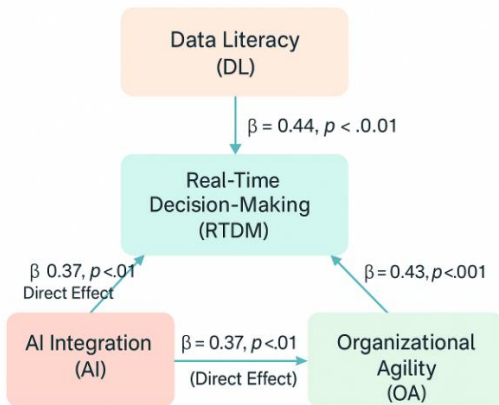 Data Literacy
(DL)
β = 0.44, p < .0.01
Real-Time
Decision-Making
(RTDM)
β 0.37, p<.01
Direct Effect
β = 0.43, p<.001
AI Integration
(AI)
β = 0.37, p<.01
(Direct Effect)
Organizational
Agility
(OA)